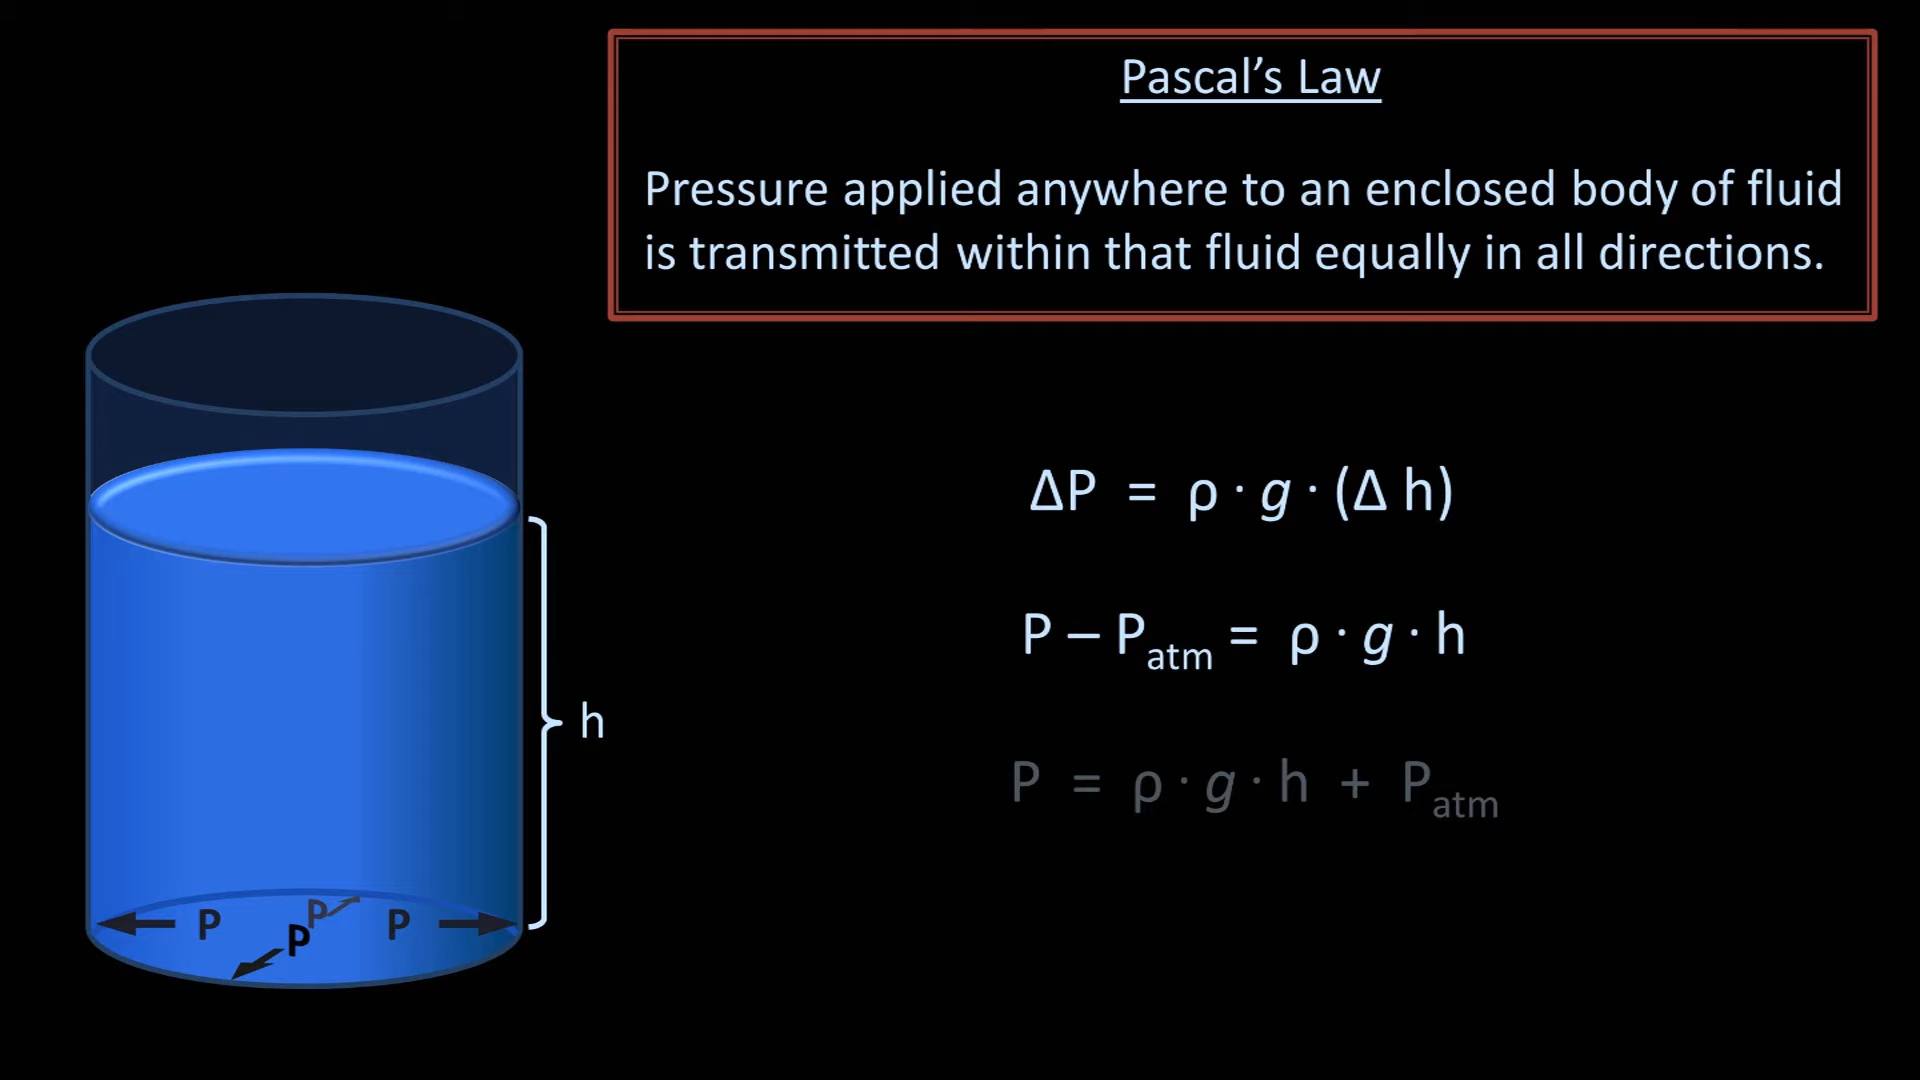 Pascal’s Law
Pressure applied anywhere to an enclosed body of fluid
is transmitted within that fluid equally in all directions.
ΔP = ρ · g · (Δ h)
P – Patm = ρ · g · h
h
P = ρ · g · h + Patm
P P P
P